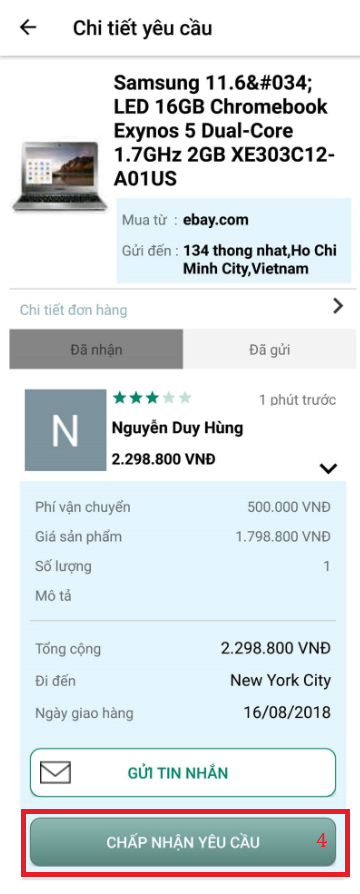 Chi tiết yêu cầu
Samsung 11.6&#034;
LED 16GB Chromebook
Exynos 5 Dual-Core
1.7GHz 2GB XE303C12-
A01US
Mua từ : ebay.com
Gửi đến : 134 thong nhat,Ho Chi
Minh City,Vietnam
Chi tiết đơn hàng
Đã nhận
Đã gửi
N
1 phút trước
Nguyễn Duy Hùng
2.298.800 VNĐ
Phí vận chuyển 500.000 VNĐ
Giá sản phẩm 1.798.800 VNĐ
Số lượng 1
Mô tả
Tổng cộng 2.298.800 VNĐ
Đi đến New York City
Ngày giao hàng 16/08/2018
GỬI TIN NHẮN
CHẤP NHẬN YÊU CẦU 4